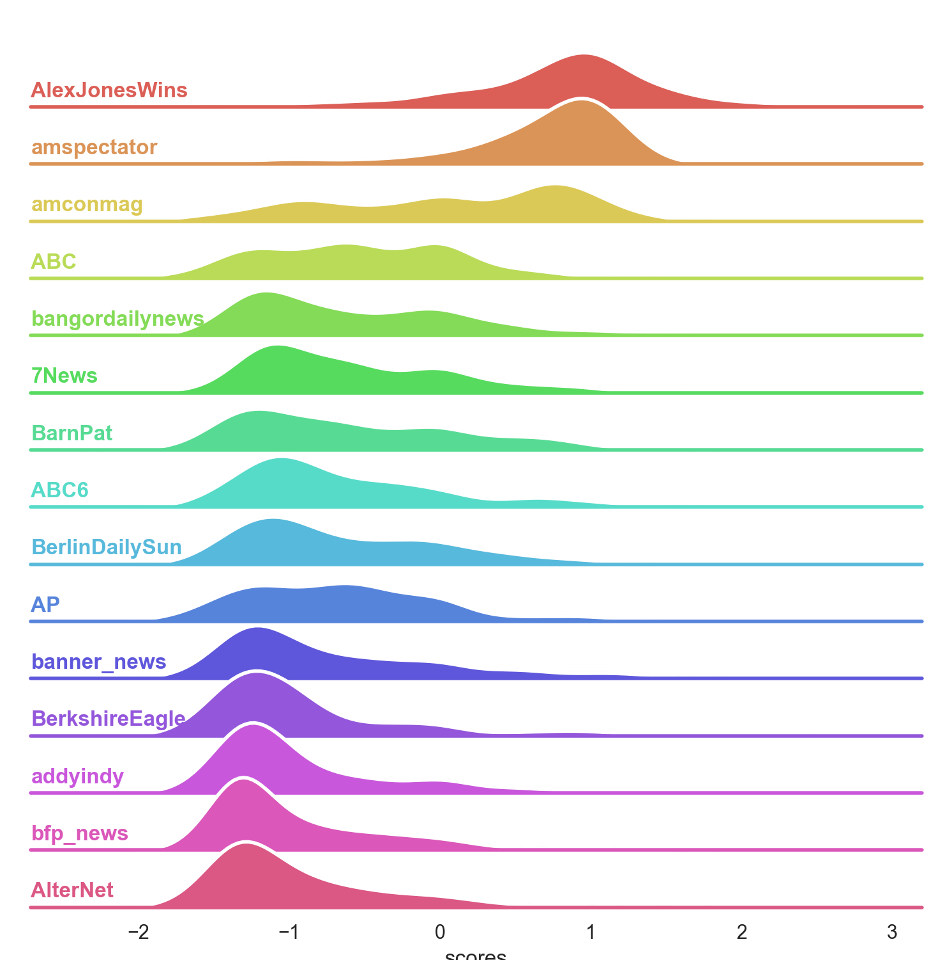 AlexJonesWins
amspectator
amconmag
ABC
bangordailynews
7News
BarnPat
ABC6
BerlinDailySun
AP
banner_news
BerkshireEagle
addyindy
bfp_news
AlterNet
−2 −1 0 1 2 3
scores